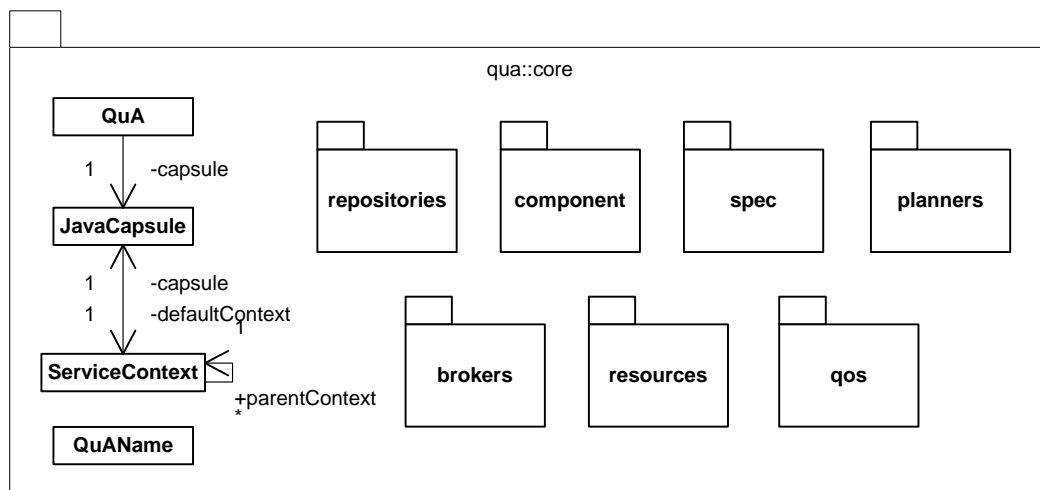 qua::core
QuA
1 -capsule
JavaCapsule
1 -capsule
1 -defaultContext
1
ServiceContext
+parentContext
*
QuAName
repositories
component
spec
planners
brokers
resources
qos